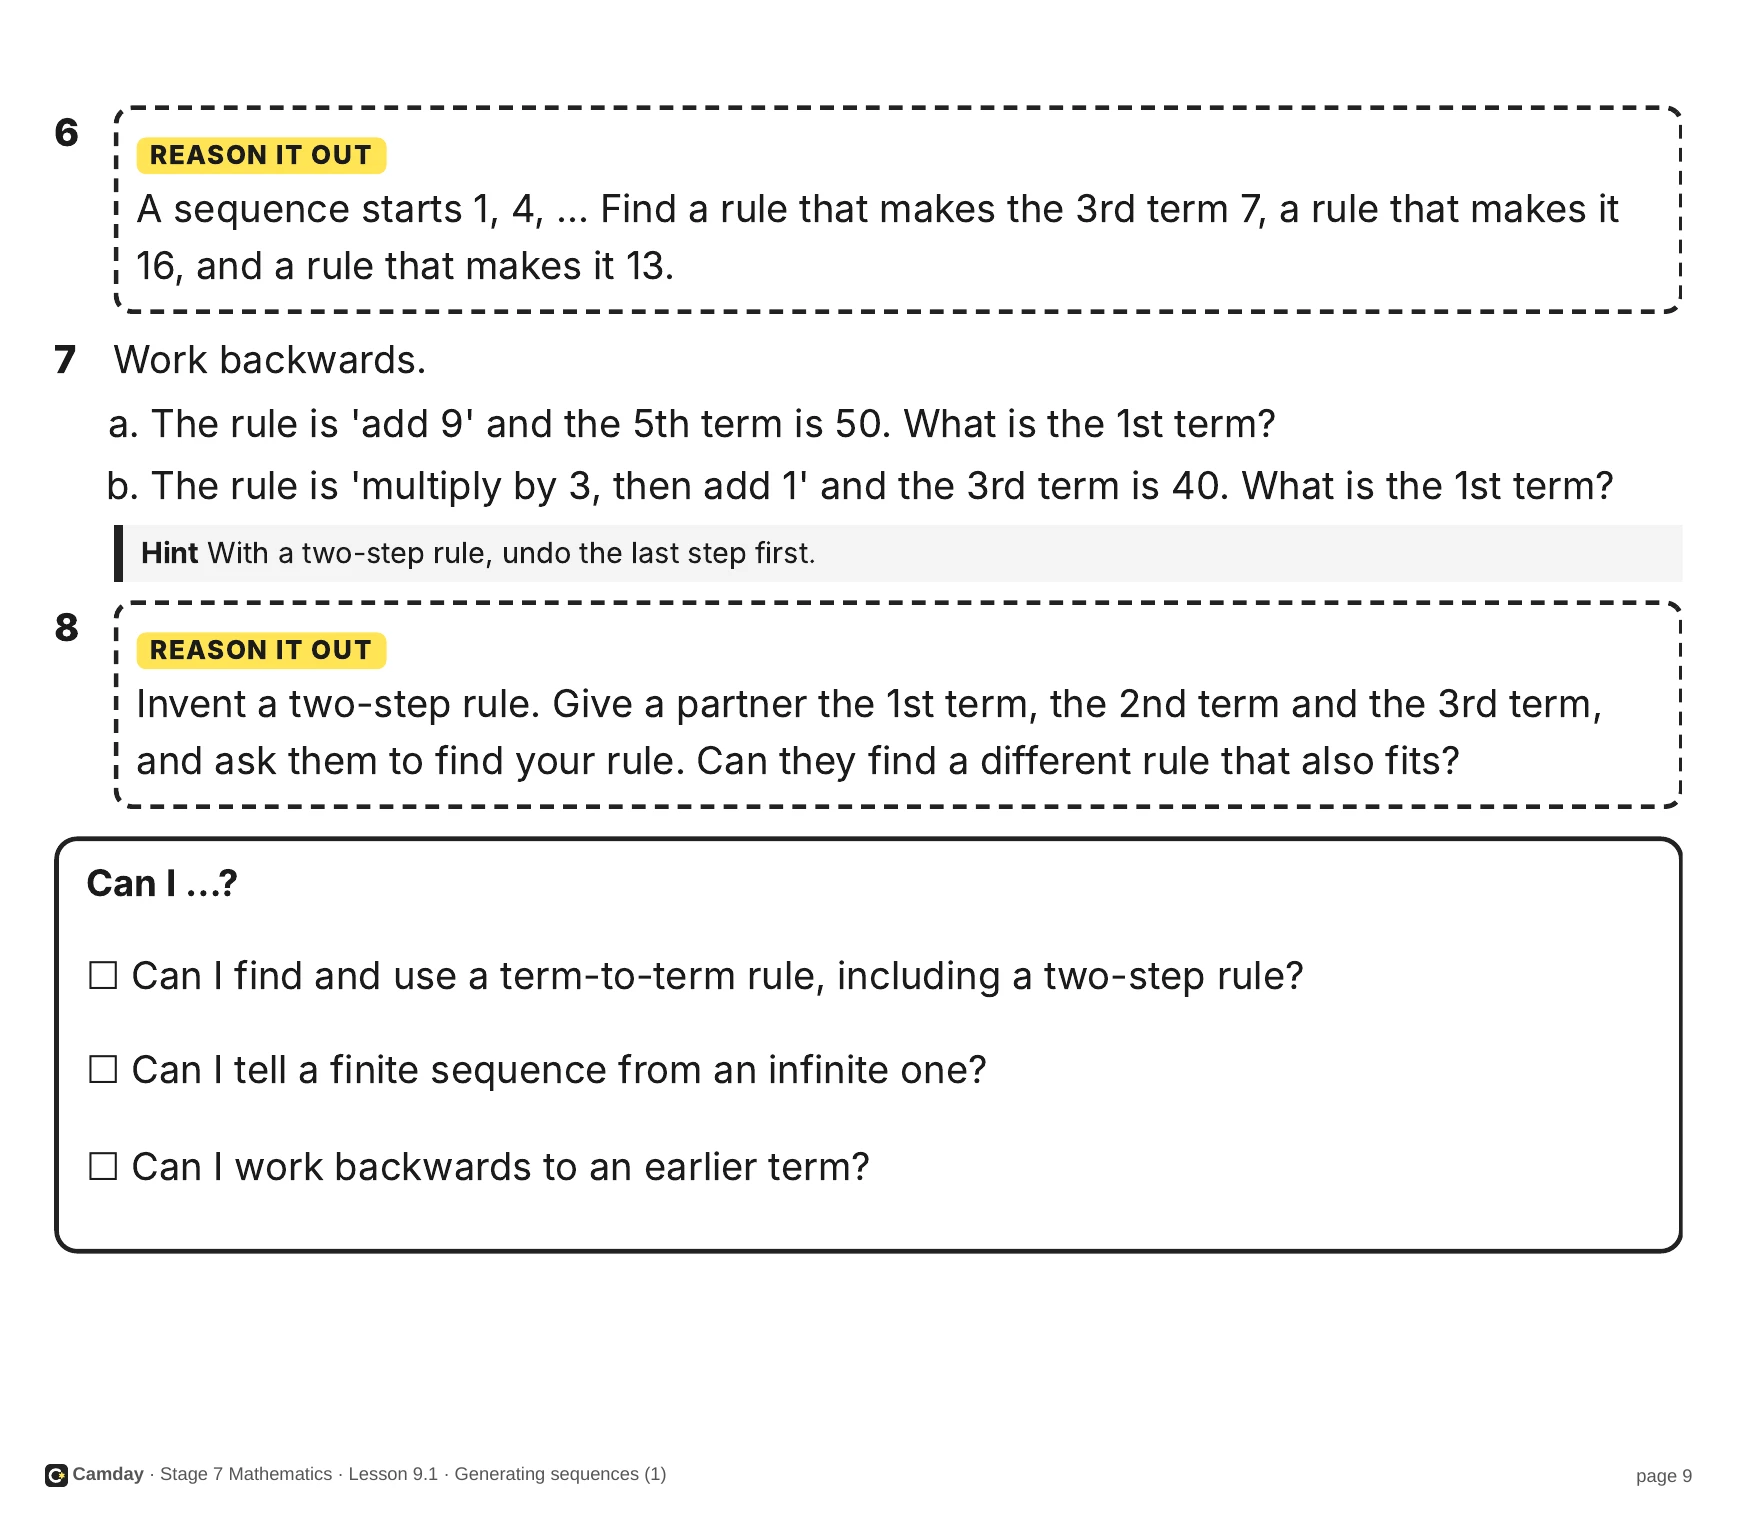 6
REASON IT OUT
A sequence starts 1, 4, ... Find a rule that makes the 3rd term 7, a rule that makes it
16, and a rule that makes it 13.
7 Work backwards.
a. The rule is 'add 9' and the 5th term is 50. What is the 1st term?
b. The rule is 'multiply by 3, then add 1' and the 3rd term is 40. What is the 1st term?
Hint With a two-step rule, undo the last step first.
8
REASON IT OUT
Invent a two-step rule. Give a partner the 1st term, the 2nd term and the 3rd term,
and ask them to find your rule. Can they find a different rule that also fits?
Can I ...?
☐ Can I find and use a term-to-term rule, including a two-step rule?
☐ Can I tell a finite sequence from an infinite one?
☐ Can I work backwards to an earlier term?
Camday · Stage 7 Mathematics · Lesson 9.1 · Generating sequences (1)
page 9